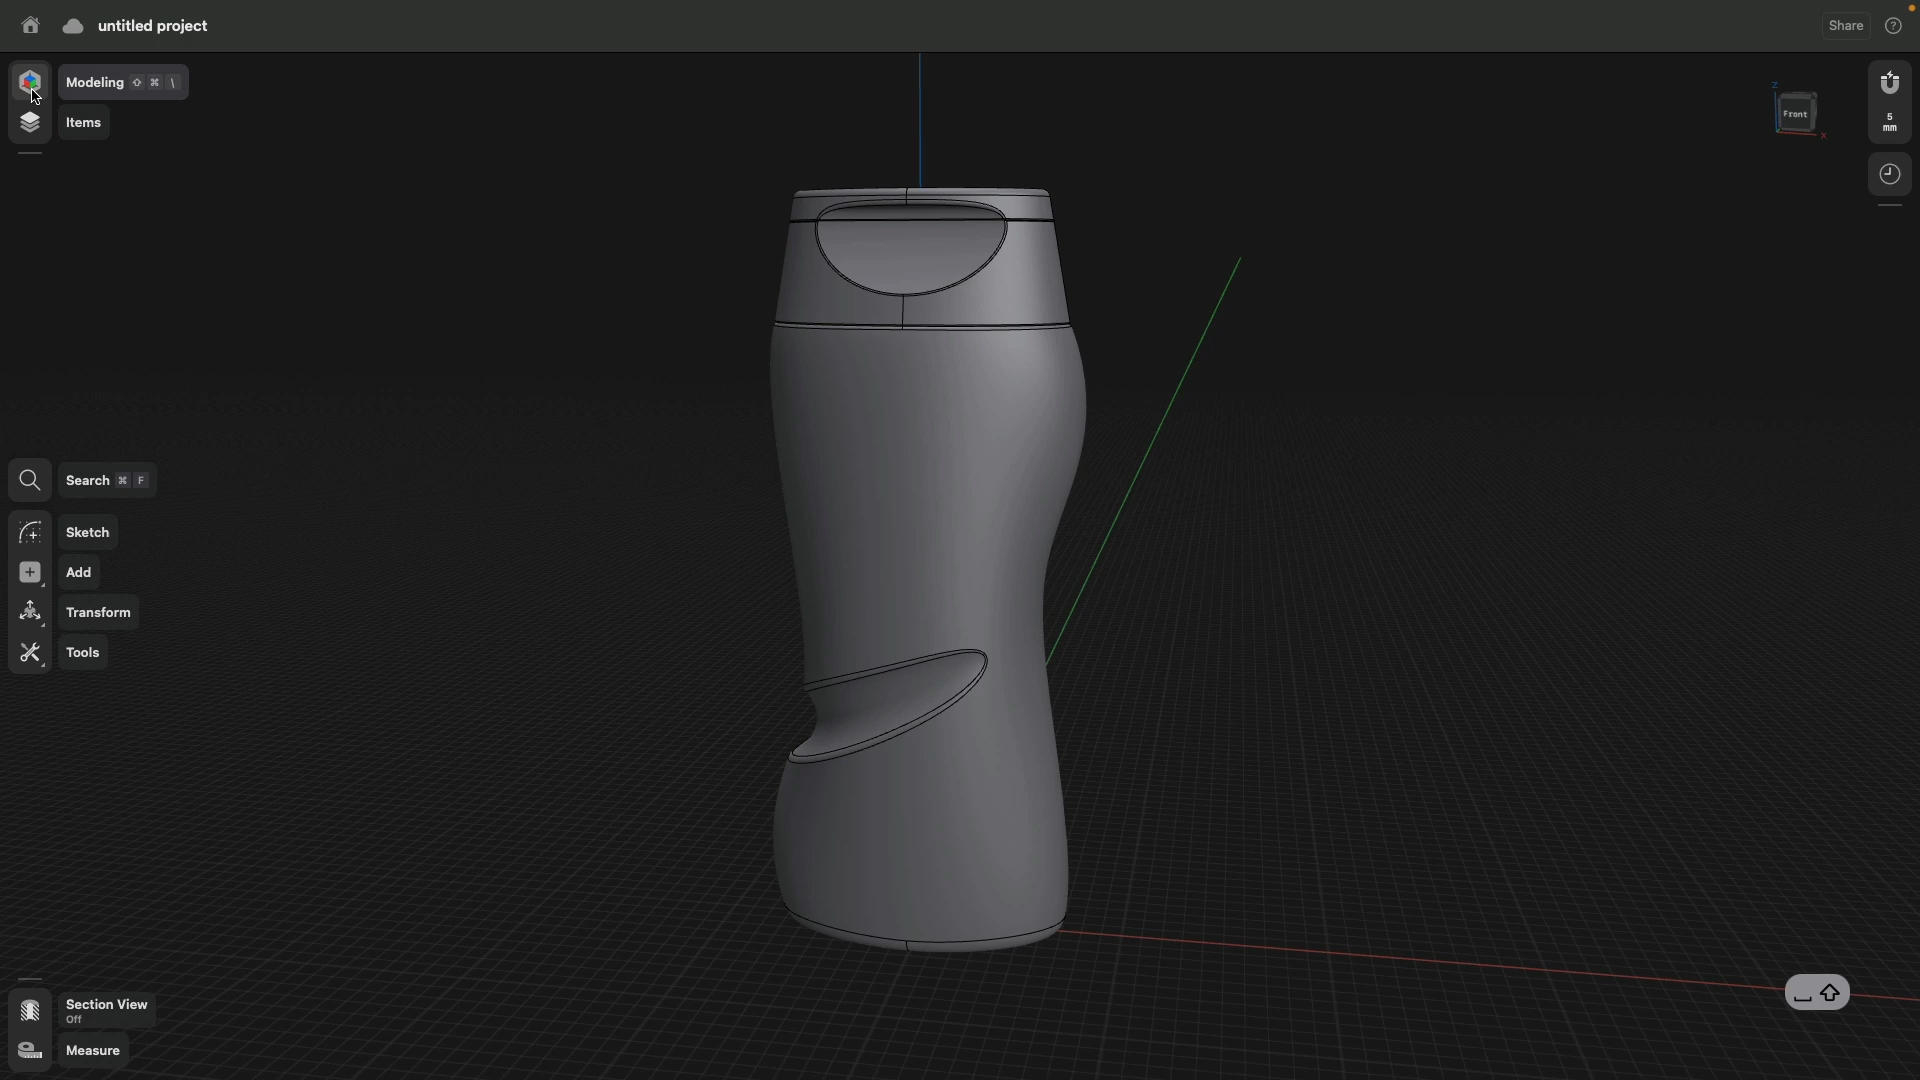 untitled project
Share
?
Modeling ⇧ ⌘ \
Items
Z
Front
X
5
mm
Search ⌘ F
Sketch
Add
Transform
Tools
Section View
Off
Measure